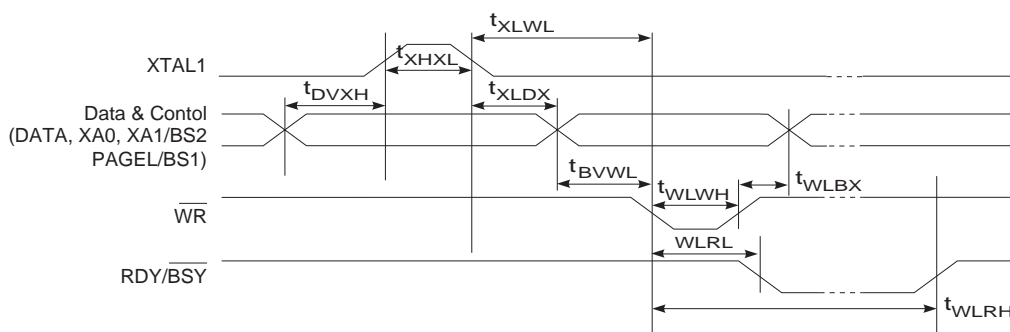 tXLWL
XTAL1
tXHXL
tDVXH
tXLDX
Data & Contol
(DATA, XA0, XA1/BS2
PAGEL/BS1)
tBVWL
tWLWH
tWLBX
WR
WLRL
RDY/BSY
tWLRH